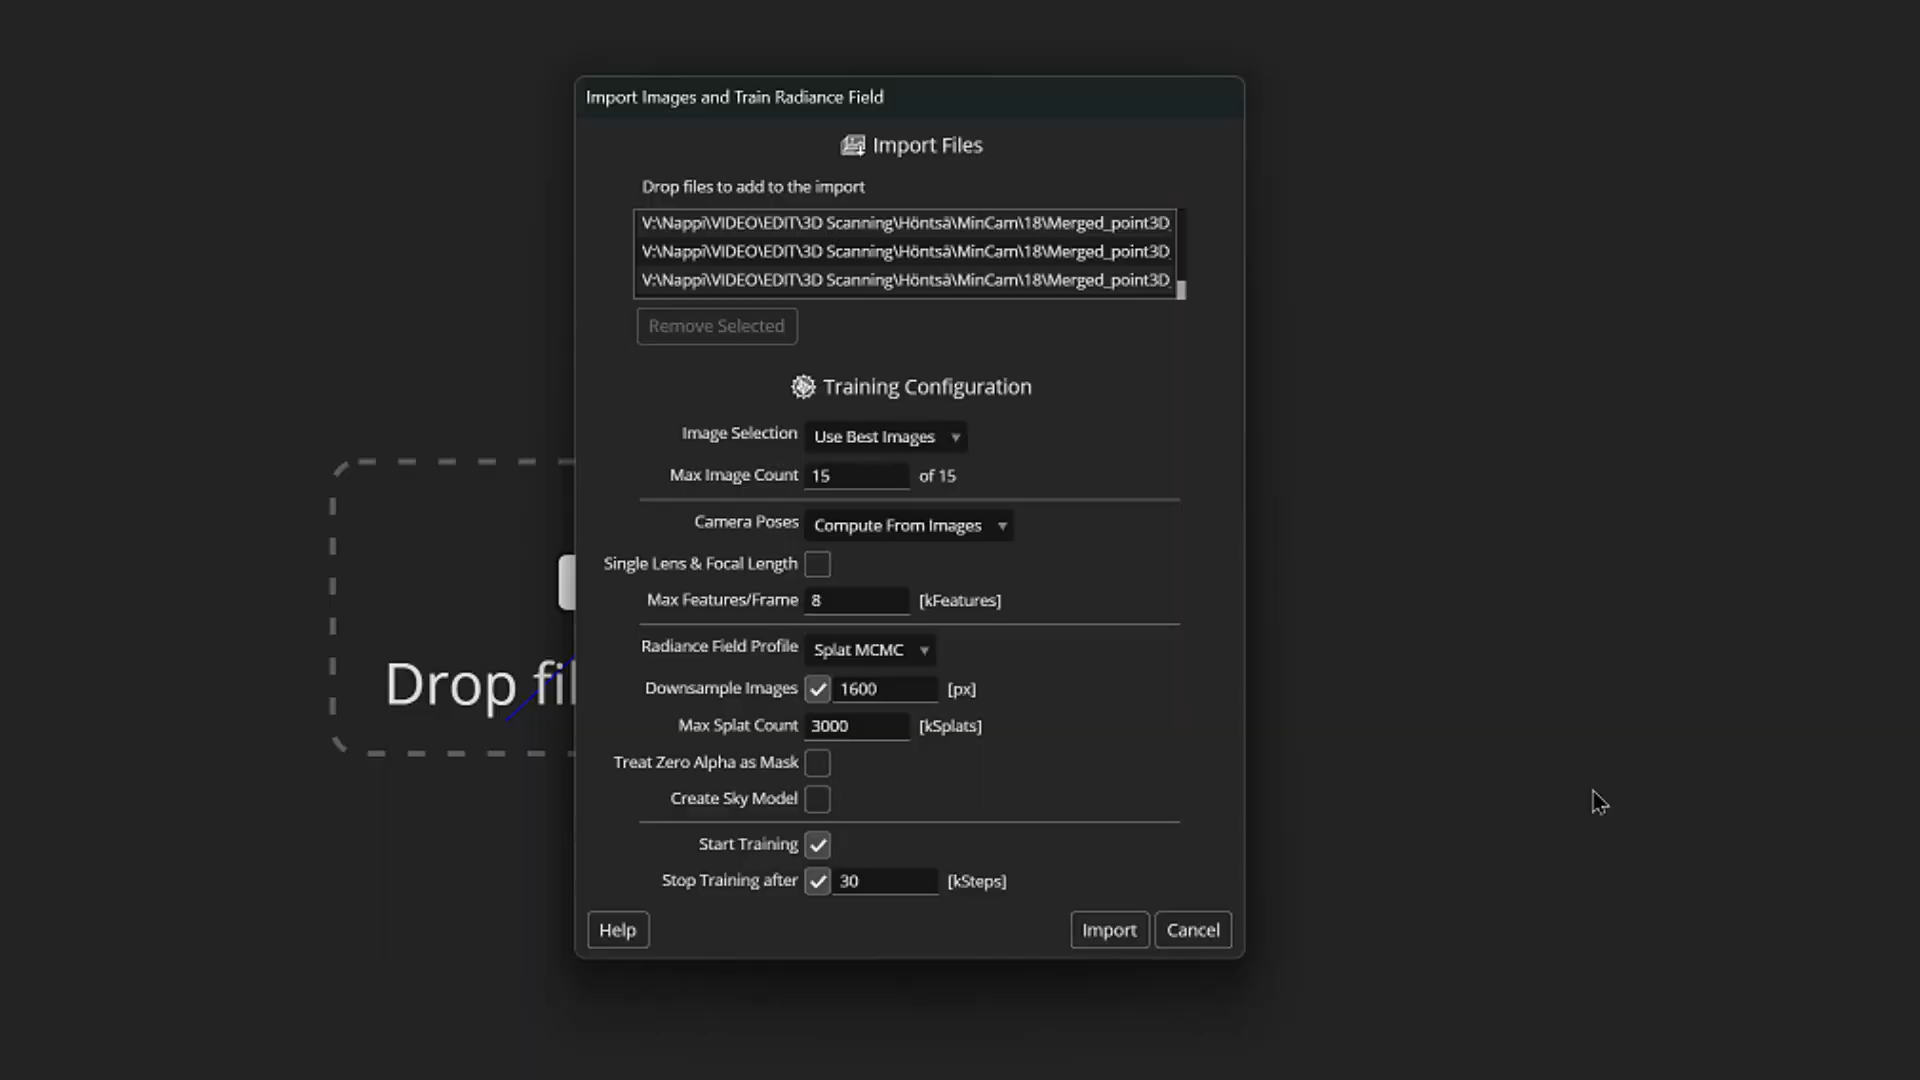 Import Images and Train Radiance Field
Import Files
Drop files to add to the import
V:\Nappi\VIDEO\EDIT\3D Scanning\Höntsä\MinCam\18\Merged_point3D_
V:\Nappi\VIDEO\EDIT\3D Scanning\Höntsä\MinCam\18\Merged_point3D_
V:\Nappi\VIDEO\EDIT\3D Scanning\Höntsä\MinCam\18\Merged_point3D_
Remove Selected
Training Configuration
Image Selection Use Best Images
Max Image Count 15 of 15
Camera Poses Compute From Images
Single Lens & Focal Length
Max Features/Frame 8 [kFeatures]
Radiance Field Profile Splat MCMC
Downsample Images 1600 [px]
Max Splat Count 3000 [kSplats]
Drop fil
Treat Zero Alpha as Mask
Create Sky Model
Start Training
Stop Training after 30 [kSteps]
Help Import Cancel